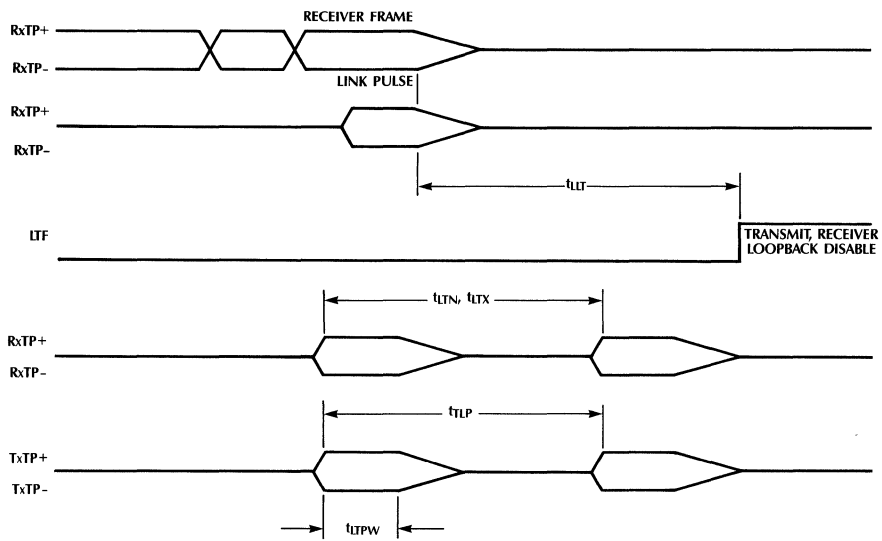 RECEIVER FRAME
RxTP+
RxTP–
LINK PULSE
RxTP+
RxTP–
tLLT
LTF
TRANSMIT, RECEIVER
LOOPBACK DISABLE
tLTN, tLTX
RxTP+
RxTP–
tTLP
TxTP+
TxTP–
tLTPW